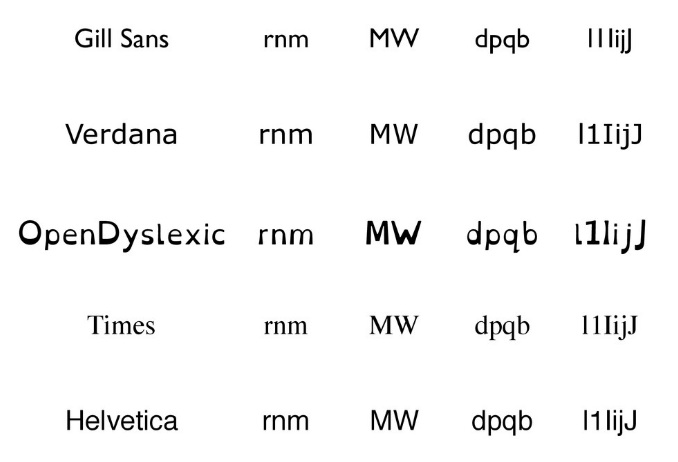 Gill Sans rnm MW dpqb l1IijJ
Verdana rnm MW dpqb l1IijJ
OpenDyslexic rnm MW dpqb l1IijJ
Times rnm MW dpqb l1IijJ
Helvetica rnm MW dpqb l1IijJ